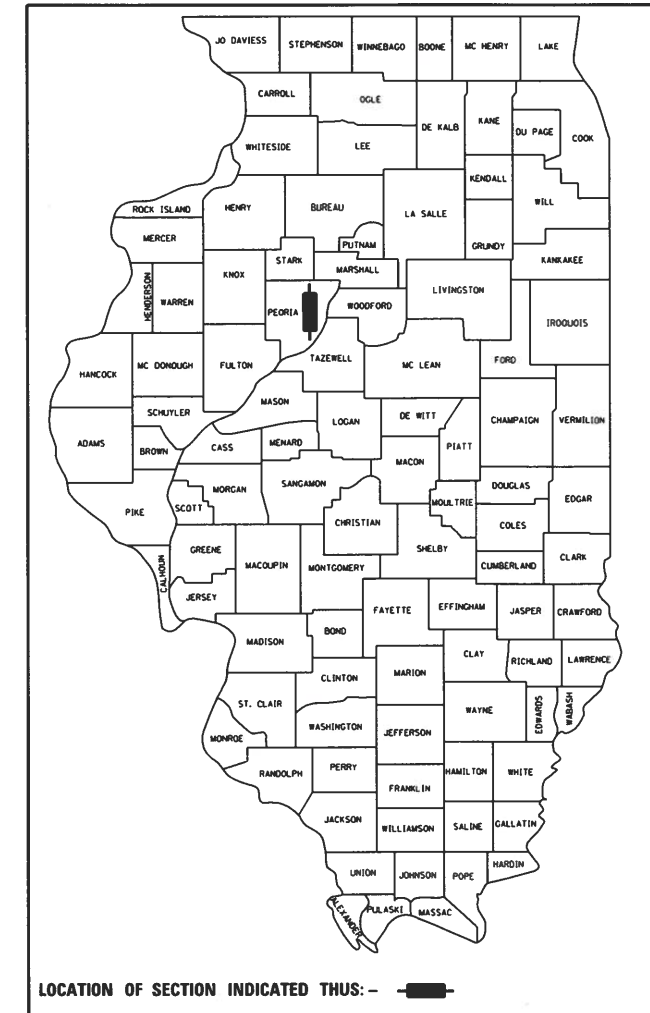 JO DAVIESS STEPHENSON WINNEBAGO BOONE MC HENRY LAKE
CARROLL OGLE DE KALB KANE DU PAGE COOK
WHITESIDE LEE
KENDALL
ROCK ISLAND HENRY BUREAU LA SALLE WILL
MERCER PUTNAM GRUNDY
STARK MARSHALL KANKAKEE
HENDERSON WARREN KNOX LIVINGSTON
PEORIA WOODFORD IROQUOIS
HANCOCK MC DONOUGH FULTON TAZEWELL MC LEAN FORD
MASON
SCHUYLER DE WITT
ADAMS LOGAN CHAMPAIGN VERMILION
BROWN CASS MENARD PIATT
MACON
SANGAMON DOUGLAS
PIKE SCOTT MORGAN MOULTRIE EDGAR
CHRISTIAN COLES
GREENE SHELBY
CALHOUN MACOUPIN MONTGOMERY CUMBERLAND CLARK
JERSEY
FAYETTE EFFINGHAM JASPER CRAWFORD
MADISON BOND
CLAY RICHLAND LAWRENCE
CLINTON MARION
ST. CLAIR WAYNE EDWARDS WABASH
WASHINGTON JEFFERSON
MONROE
RANDOLPH PERRY HAMILTON WHITE
FRANKLIN
JACKSON WILLIAMSON SALINE GALLATIN
UNION JOHNSON POPE HARDIN
ALEXANDER PULASKI MASSAC
LOCATION OF SECTION INDICATED THUS: –